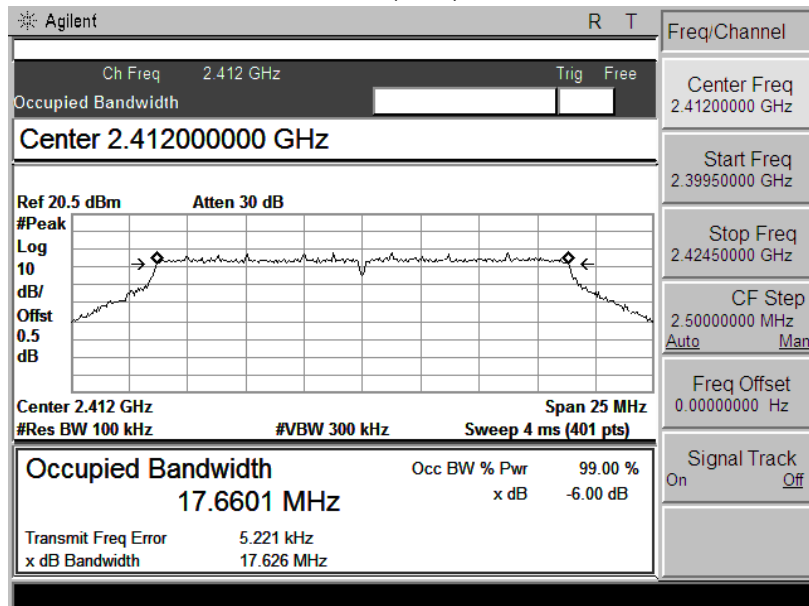 Agilent R T
Ch Freq 2.412 GHz Trig Free
Occupied Bandwidth
Center 2.412000000 GHz
Ref 20.5 dBm Atten 30 dB
#Peak
Log
10
dB/
Offst
0.5
dB
Center 2.412 GHz Span 25 MHz
#Res BW 100 kHz #VBW 300 kHz Sweep 4 ms (401 pts)
Occupied Bandwidth Occ BW % Pwr 99.00 %
17.6601 MHz x dB -6.00 dB
Transmit Freq Error 5.221 kHz
x dB Bandwidth 17.626 MHz
Freq/Channel
Center Freq
2.41200000 GHz
Start Freq
2.39950000 GHz
Stop Freq
2.42450000 GHz
CF Step
2.50000000 MHz
Auto Man
Freq Offset
0.00000000 Hz
Signal Track
On Off